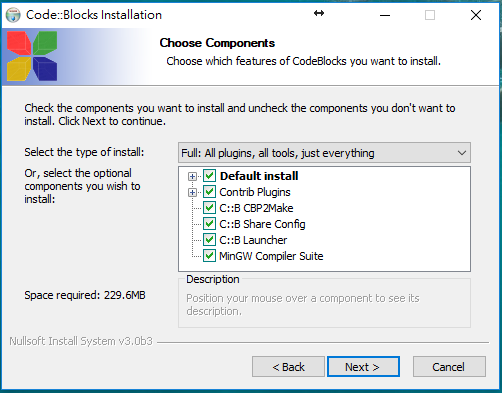 Code::Blocks Installation
Choose Components
Choose which features of CodeBlocks you want to install.
Check the components you want to install and uncheck the components you don't want to
install. Click Next to continue.
Select the type of install:
Full: All plugins, all tools, just everything
Or, select the optional
components you wish to
install:
Default install
Contrib Plugins
C::B CBP2Make
C::B Share Config
C::B Launcher
MinGW Compiler Suite
Space required: 229.6MB
Description
Position your mouse over a component to see its
description.
Nullsoft Install System v3.0b3
< Back
Next >
Cancel